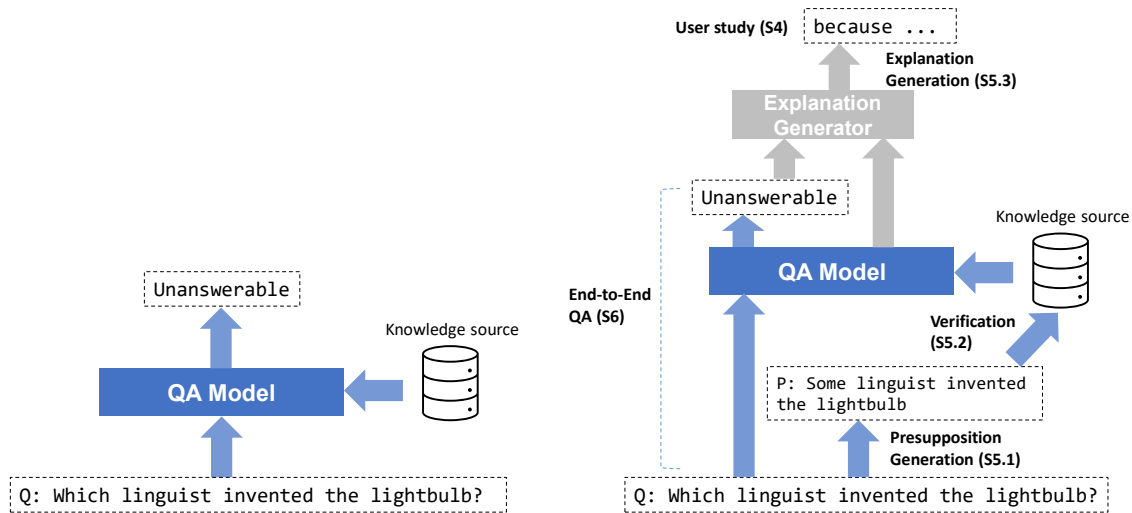 Unanswerable
Knowledge source
QA Model
Q: Which linguist invented the lightbulb?
User study (S4)
because ...
Explanation
Generation (S5.3)
Explanation
Generator
Unanswerable
Knowledge source
QA Model
End-to-End
QA (S6)
Verification
(S5.2)
P: Some linguist invented
the lightbulb
Presupposition
Generation (S5.1)
Q: Which linguist invented the lightbulb?